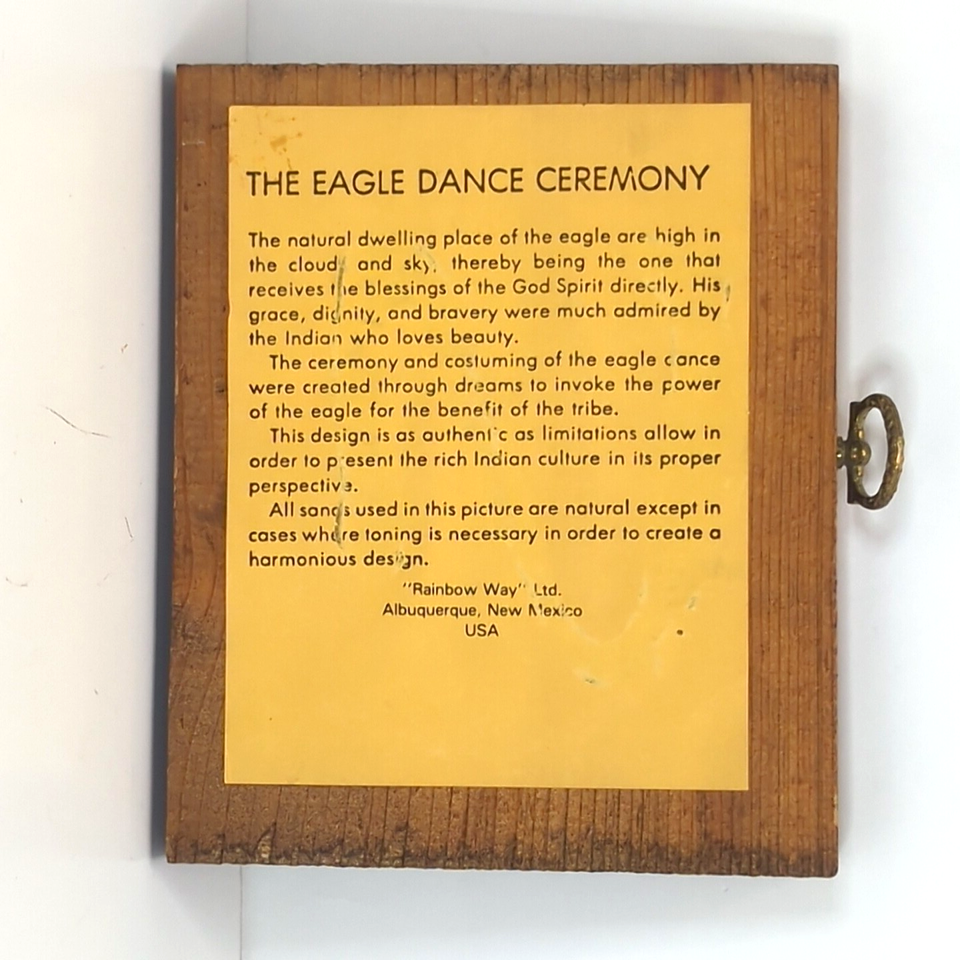 THE EAGLE DANCE CEREMONY
The natural dwelling place of the eagle are high in
the clouds and sky, thereby being the one that
receives the blessings of the God Spirit directly. His
grace, dignity, and bravery were much admired by
the Indian who loves beauty.
The ceremony and costuming of the eagle dance
were created through dreams to invoke the power
of the eagle for the benefit of the tribe.
This design is as authentic as limitations allow in
order to present the rich Indian culture in its proper
perspective.
All sands used in this picture are natural except in
cases where toning is necessary in order to create a
harmonious design.
"Rainbow Way" Ltd.
Albuquerque, New Mexico
USA